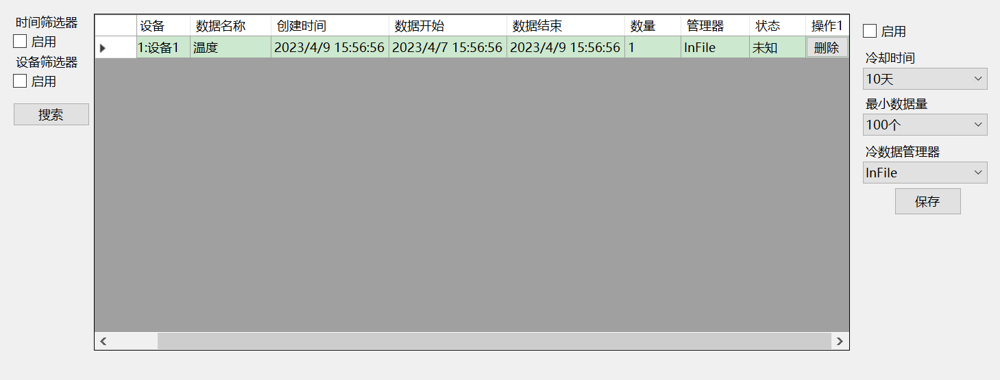 时间筛选器
启用
设备筛选器
启用
搜索
设备 数据名称 创建时间 数据开始 数据结束 数量 管理器 状态 操作1
1:设备1 温度 2023/4/9 15:56:56 2023/4/7 15:56:56 2023/4/9 15:56:56 1 InFile 未知 删除
启用
冷却时间
10天
最小数据量
100个
冷数据管理器
InFile
保存